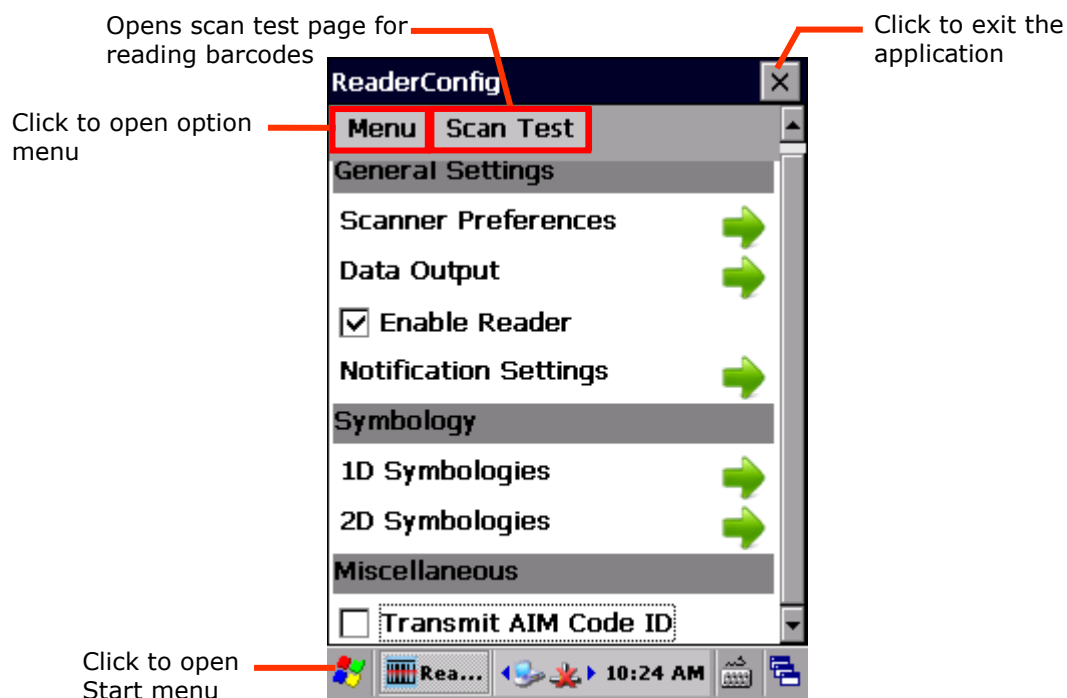 Opens scan test page for
reading barcodes
Click to exit the
application
ReaderConfig
Click to open option
menu
Menu
Scan Test
General Settings
Scanner Preferences
Data Output
Enable Reader
Notification Settings
Symbology
1D Symbologies
2D Symbologies
Miscellaneous
Transmit AIM Code ID
Click to open
Start menu
Rea...
10:24 AM